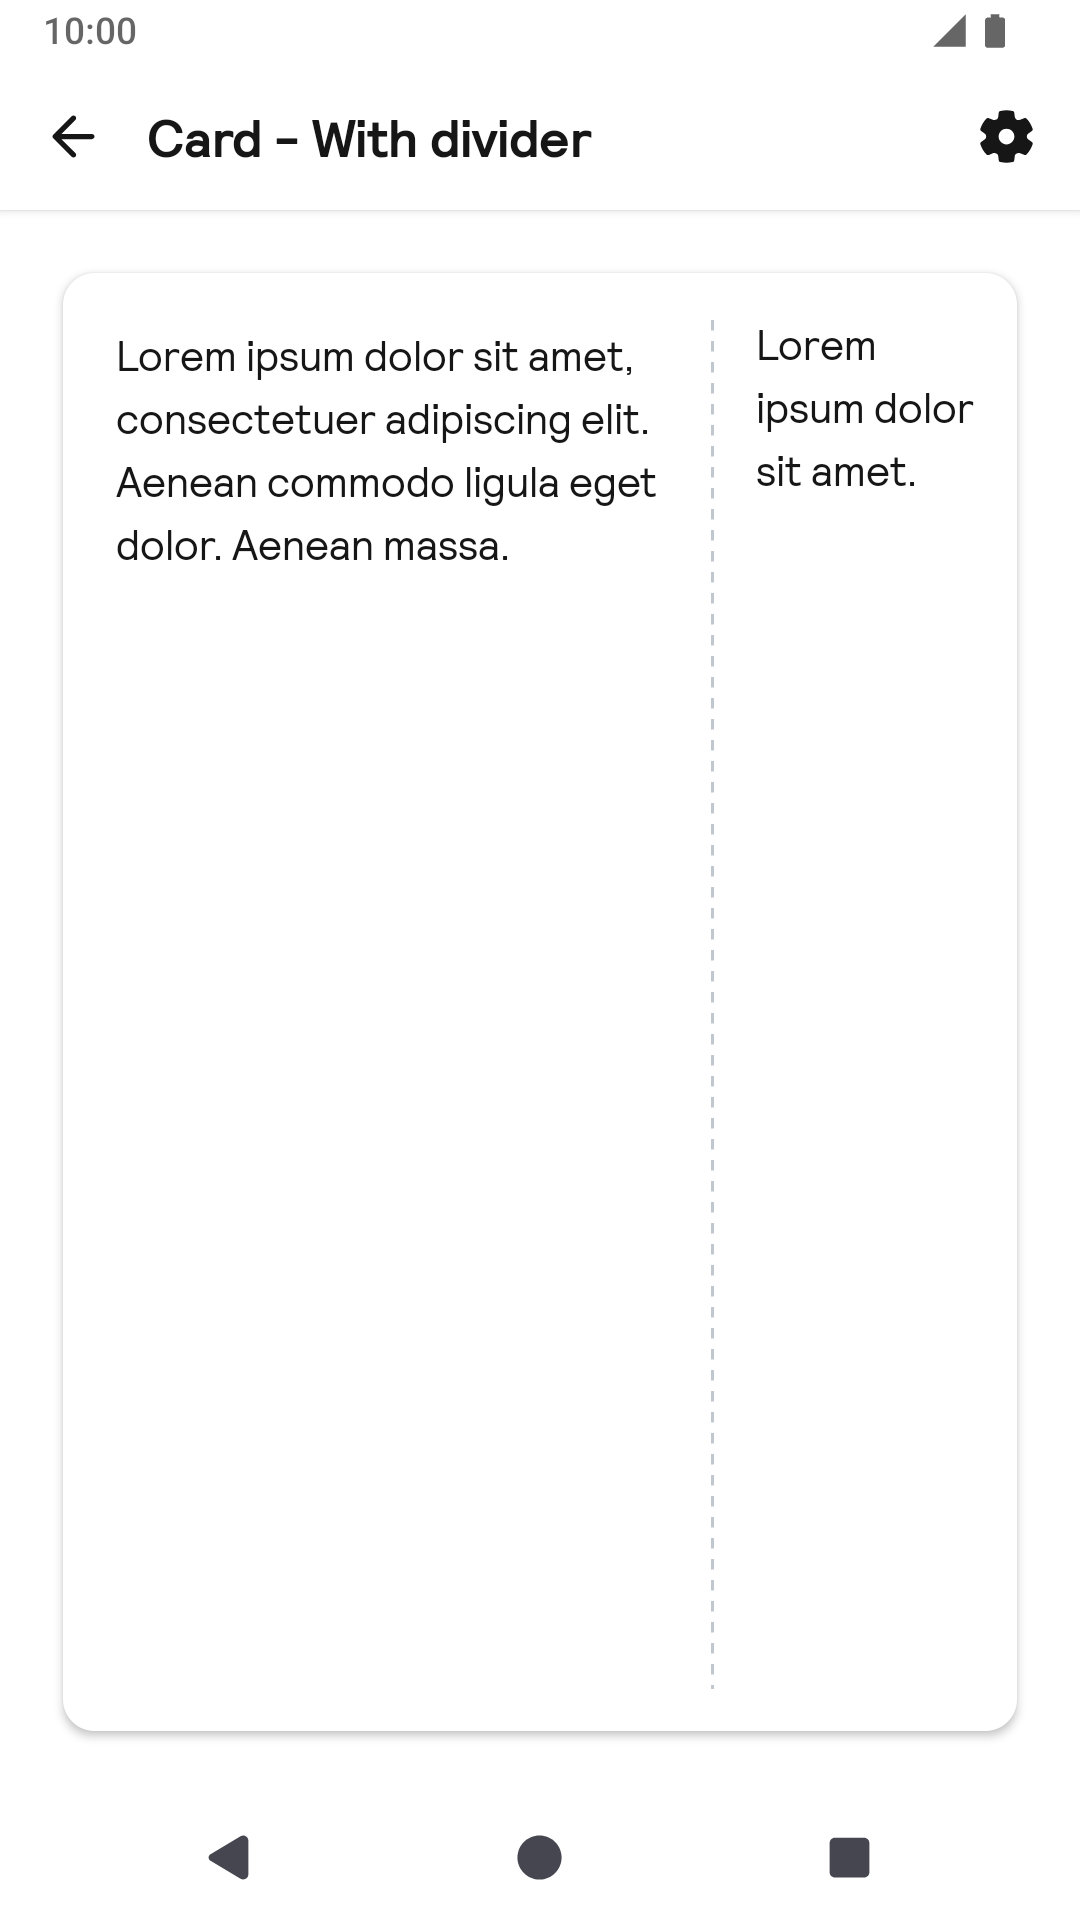 10:00
Card - With divider
Lorem ipsum dolor sit amet,
consectetuer adipiscing elit.
Aenean commodo ligula eget
dolor. Aenean massa.
Lorem
ipsum dolor
sit amet.